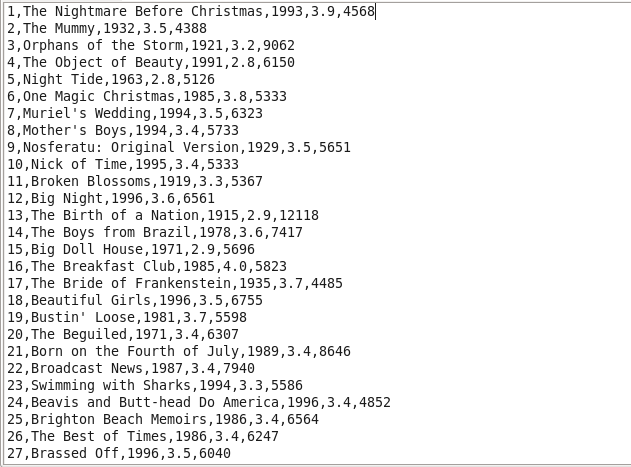 1,The Nightmare Before Christmas,1993,3.9,4568
2,The Mummy,1932,3.5,4388
3,Orphans of the Storm,1921,3.2,9062
4,The Object of Beauty,1991,2.8,6150
5,Night Tide,1963,2.8,5126
6,One Magic Christmas,1985,3.8,5333
7,Muriel's Wedding,1994,3.5,6323
8,Mother's Boys,1994,3.4,5733
9,Nosferatu: Original Version,1929,3.5,5651
10,Nick of Time,1995,3.4,5333
11,Broken Blossoms,1919,3.3,5367
12,Big Night,1996,3.6,6561
13,The Birth of a Nation,1915,2.9,12118
14,The Boys from Brazil,1978,3.6,7417
15,Big Doll House,1971,2.9,5696
16,The Breakfast Club,1985,4.0,5823
17,The Bride of Frankenstein,1935,3.7,4485
18,Beautiful Girls,1996,3.5,6755
19,Bustin' Loose,1981,3.7,5598
20,The Beguiled,1971,3.4,6307
21,Born on the Fourth of July,1989,3.4,8646
22,Broadcast News,1987,3.4,7940
23,Swimming with Sharks,1994,3.3,5586
24,Beavis and Butt-head Do America,1996,3.4,4852
25,Brighton Beach Memoirs,1986,3.4,6564
26,The Best of Times,1986,3.4,6247
27,Brassed Off,1996,3.5,6040